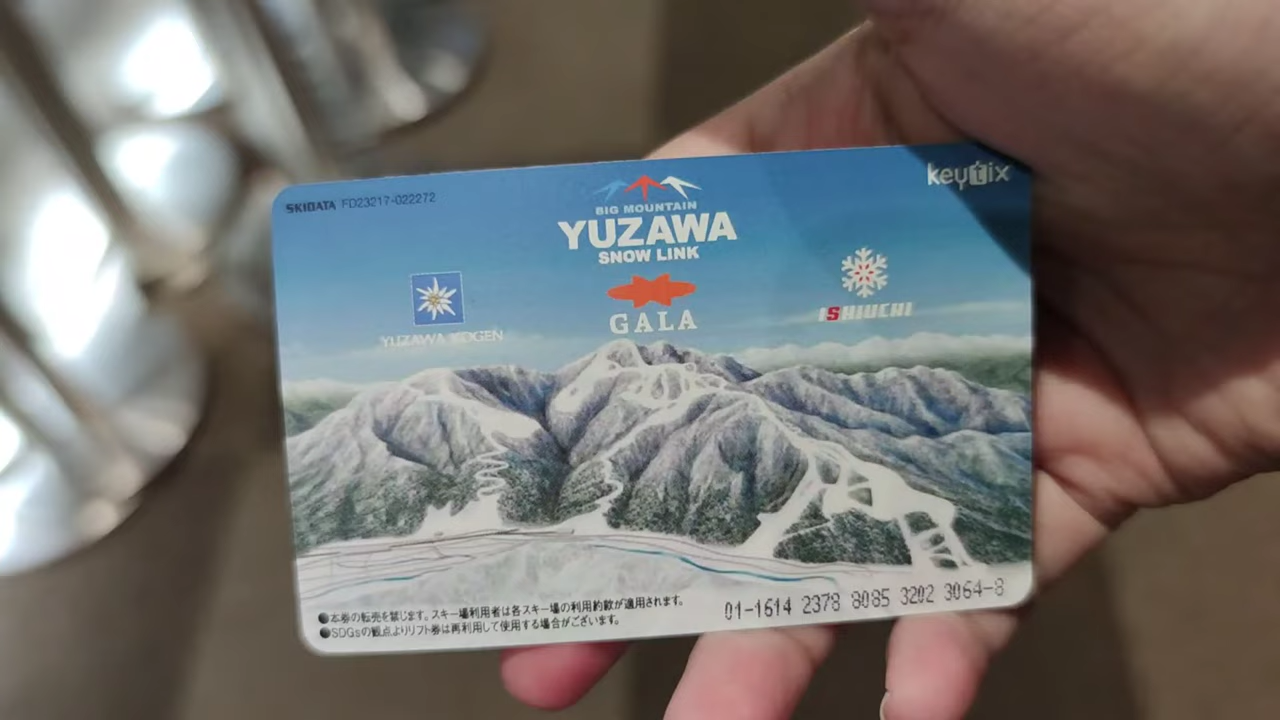 SKIDATA FD23217-022272
keytix
BIG MOUNTAIN
YUZAWA
SNOW LINK
YUZAWA KOGEN
GALA
ISHIUCHI
●本券の転売を禁じます。スキー場利用者は各スキー場の利用約款が適用されます。
●SDGsの観点よりリフト券は再利用して使用する場合がございます。
01-1614 2378 8085 3202 3064-8